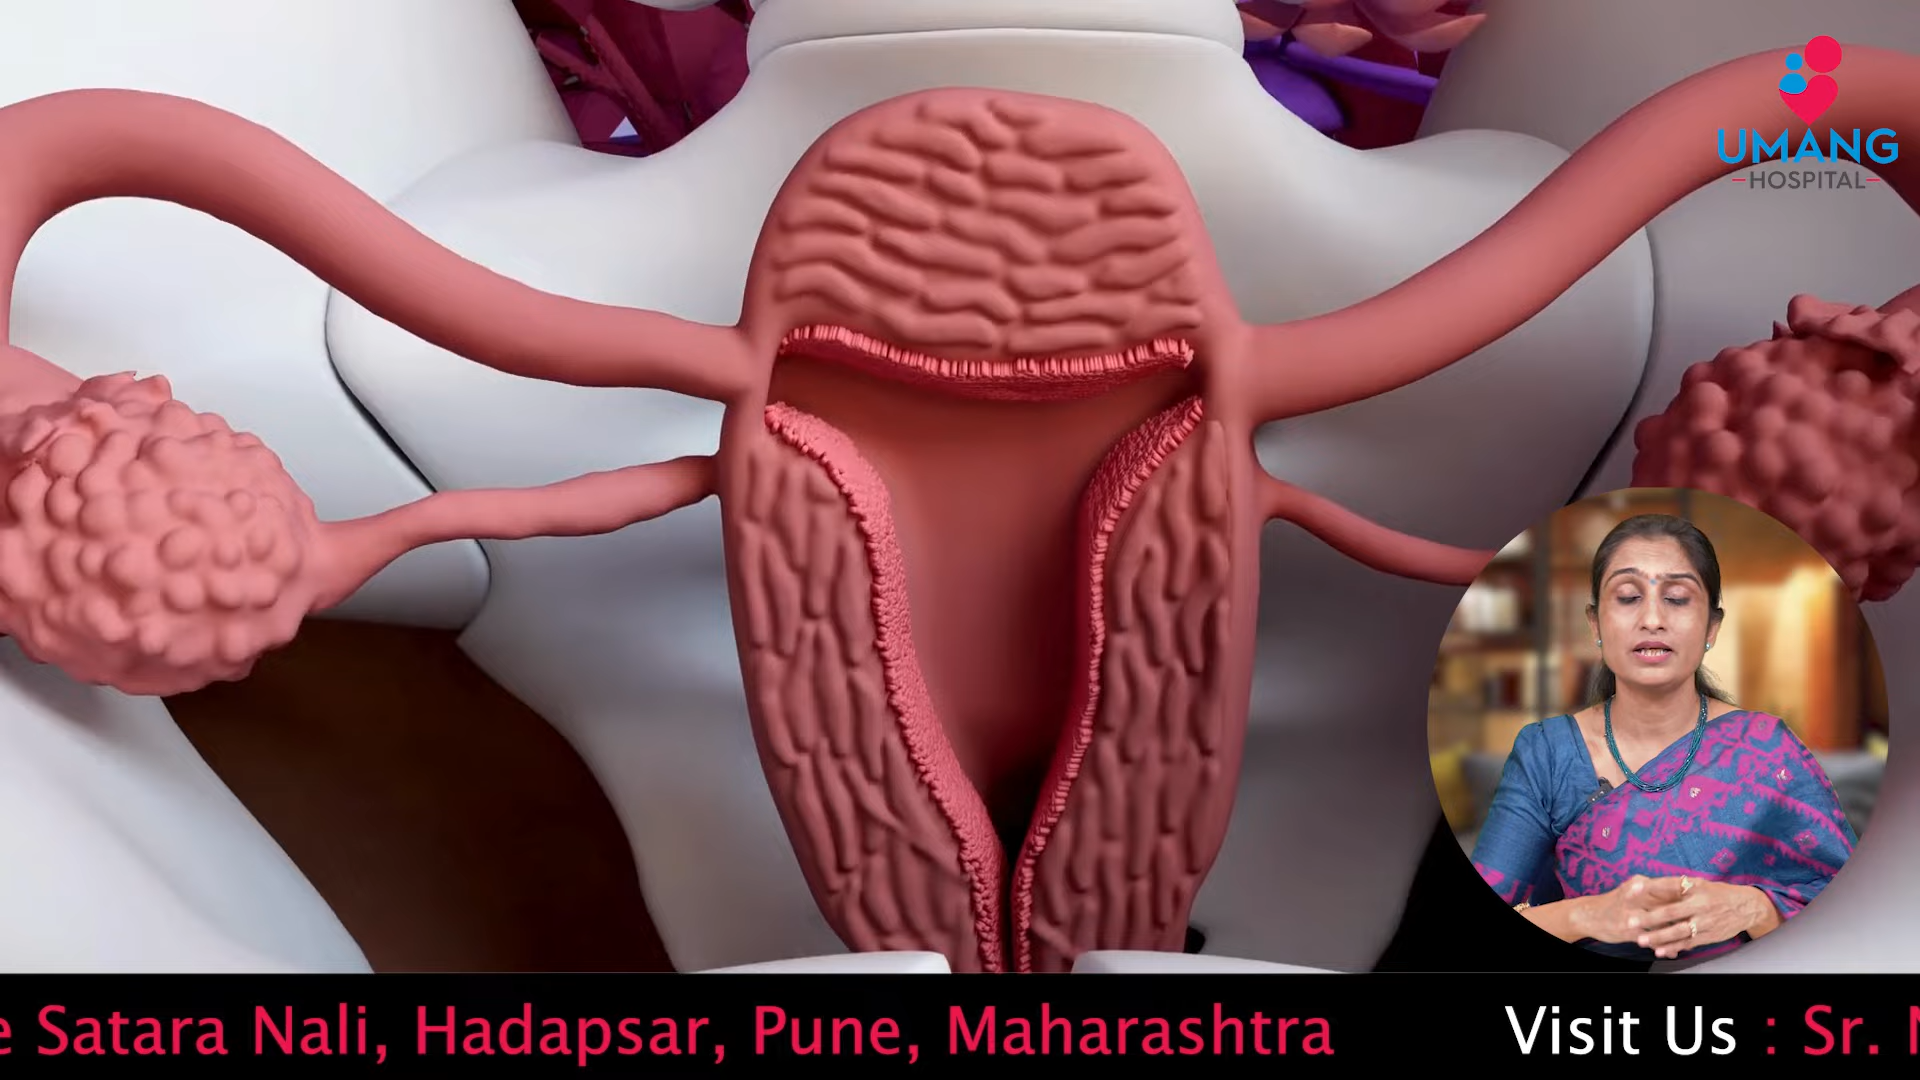 UMANG
HOSPITAL
Satara Nali, Hadapsar, Pune, Maharashtra
Visit Us : Sr.